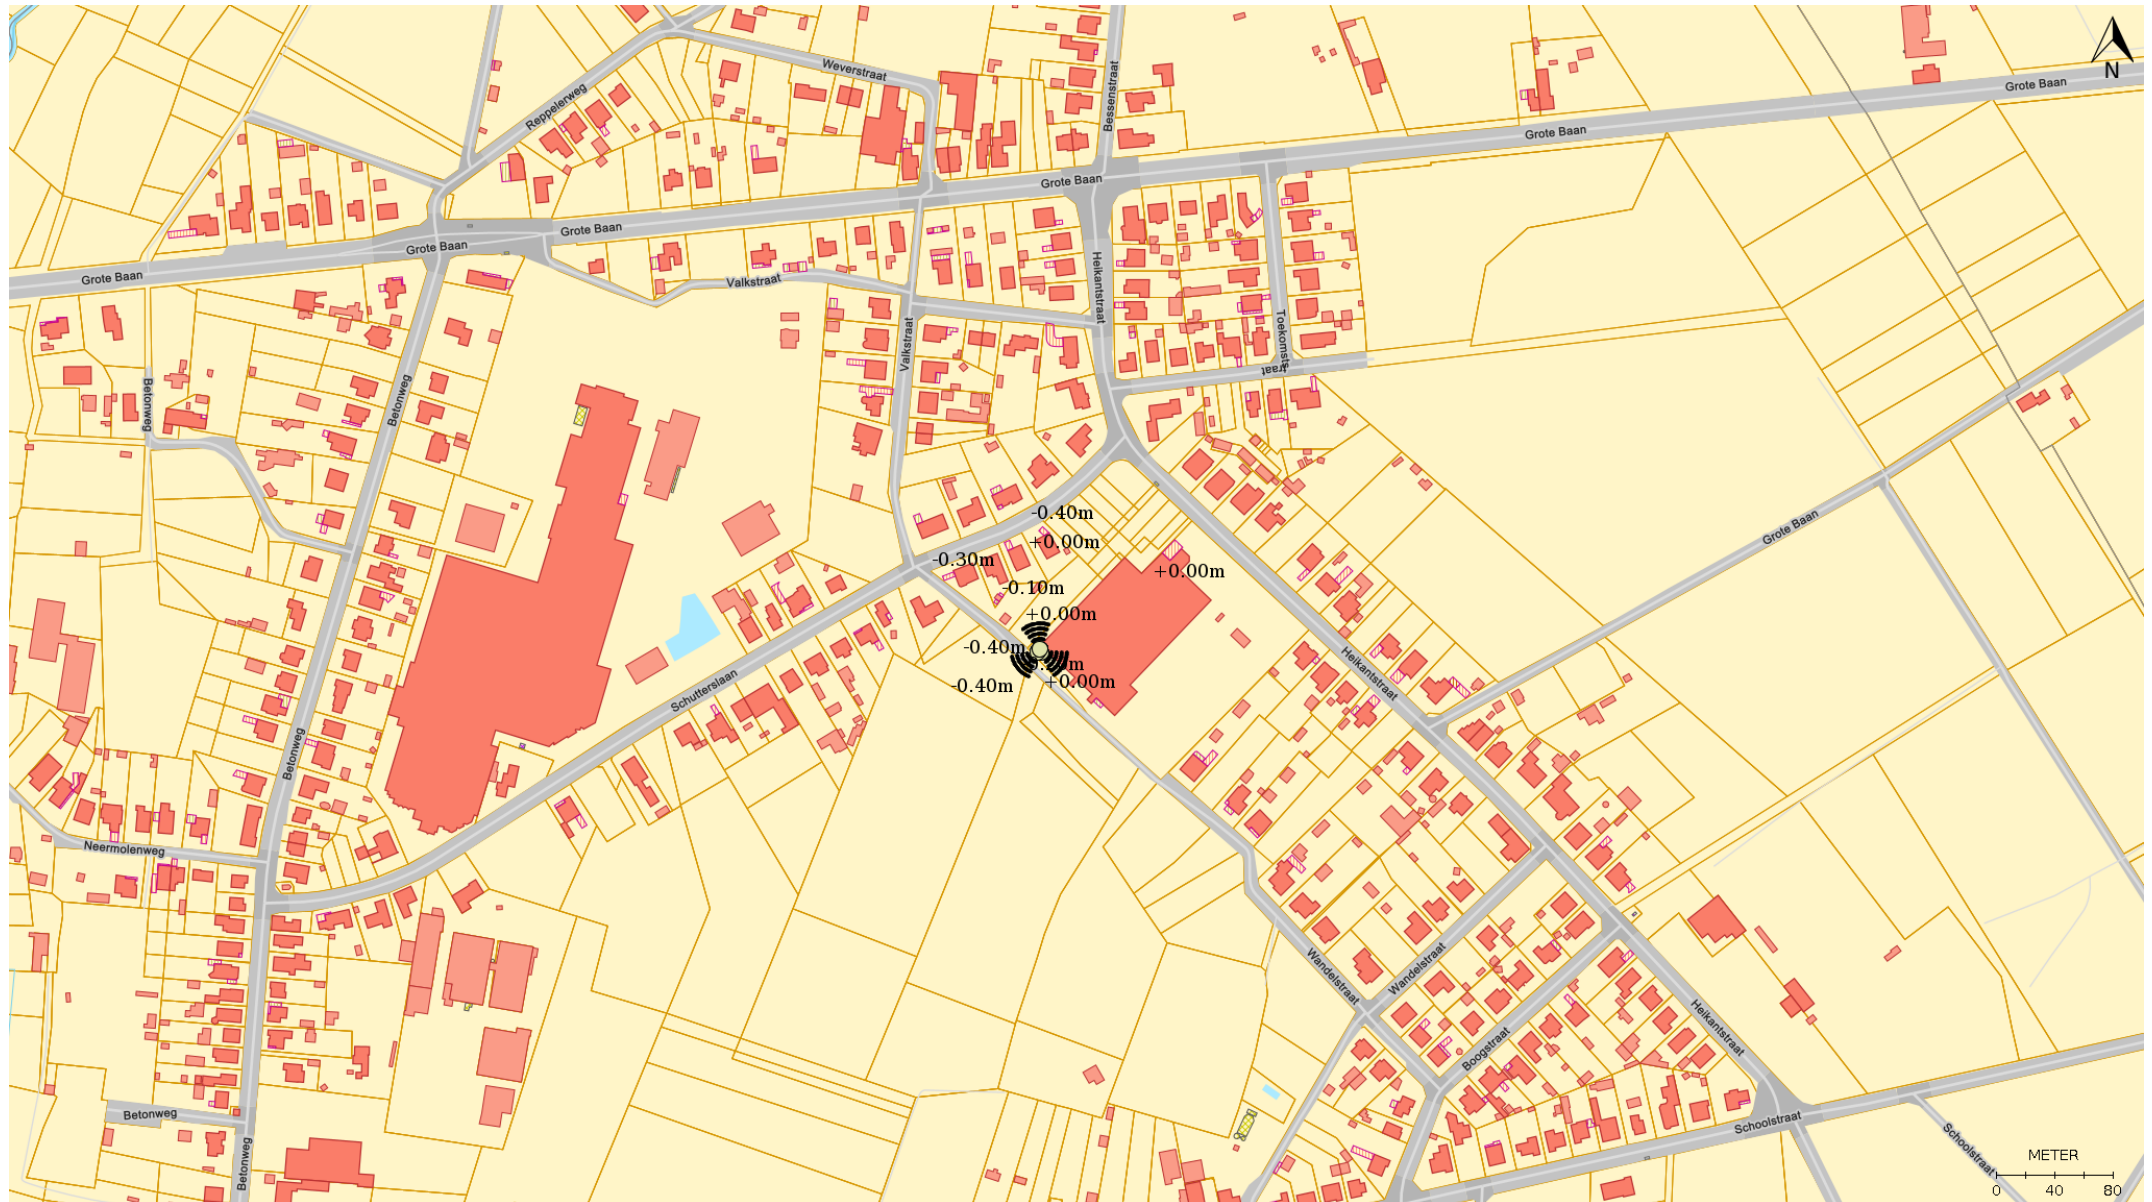 Weverstraat
Reppelerweg
Bessenstraat
N
Grote Baan
Grote Baan
Grote Baan
Grote Baan
Grote Baan
Grote Baan
Valkstraat
Heikantstraat
Valkstraat
Toekomst
straat
Betonweg
Betonweg
-0.40m
+0.00m
-0.30m
+0.00m
-0.10m
+0.00m
-0.40m
-0.40m
+0.00m
Grote Baan
Schutterslaan
Heikantstraat
Betonweg
Neermolenweg
Wandelstraat
Wandelstraat
Boogstraat
Heikantstraat
Betonweg
Betonweg
Schoolstraat
Schoolstraat
METER
0 40 80